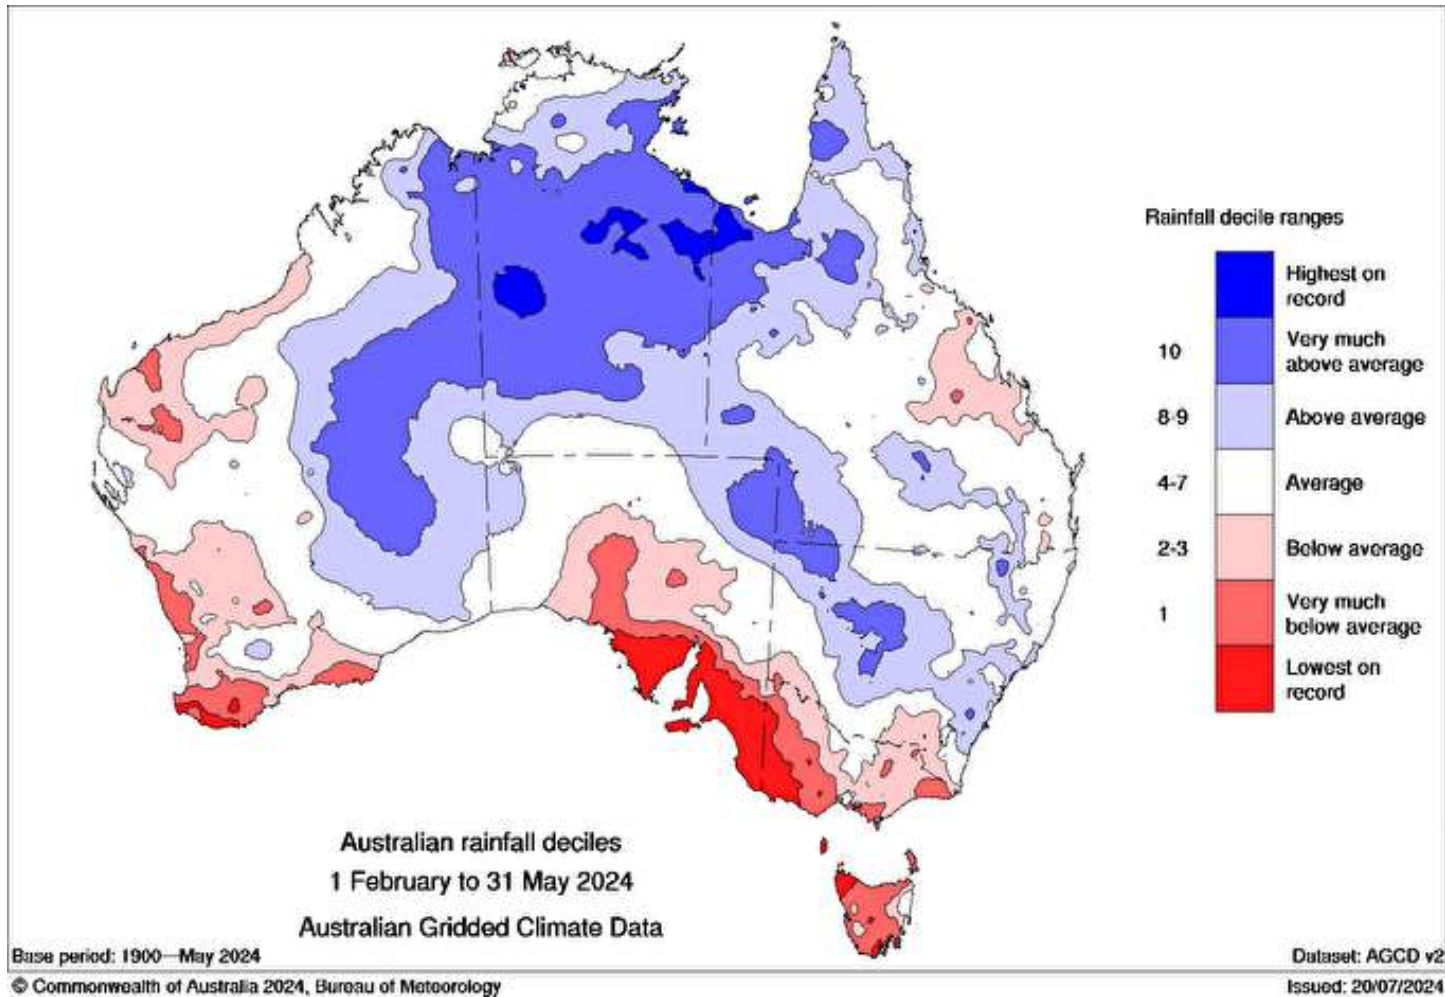 Rainfall decile ranges
Highest on
record
10
Very much
above average
8-9
Above average
4-7
Average
2-3
Below average
1
Very much
below average
Lowest on
record
Australian rainfall deciles
1 February to 31 May 2024
Australian Gridded Climate Data
Base period: 1900—May 2024
Dataset: AGCD v2
© Commonwealth of Australia 2024, Bureau of Meteorology
Issued: 20/07/2024